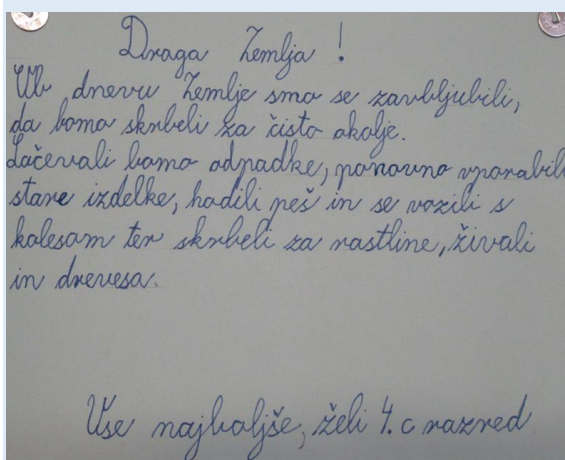 Draga Zemlja!
Ob dnevu Zemlje smo se zaobljubili,
da bomo skrbeli za čisto okolje.
Ločevali bomo odpadke, ponovno uporabili
stare izdelke, hodili peš in se vozili s
kolesom ter skrbeli za rastline, živali
in drevesa.
Vse najboljše, želi 4. c razred